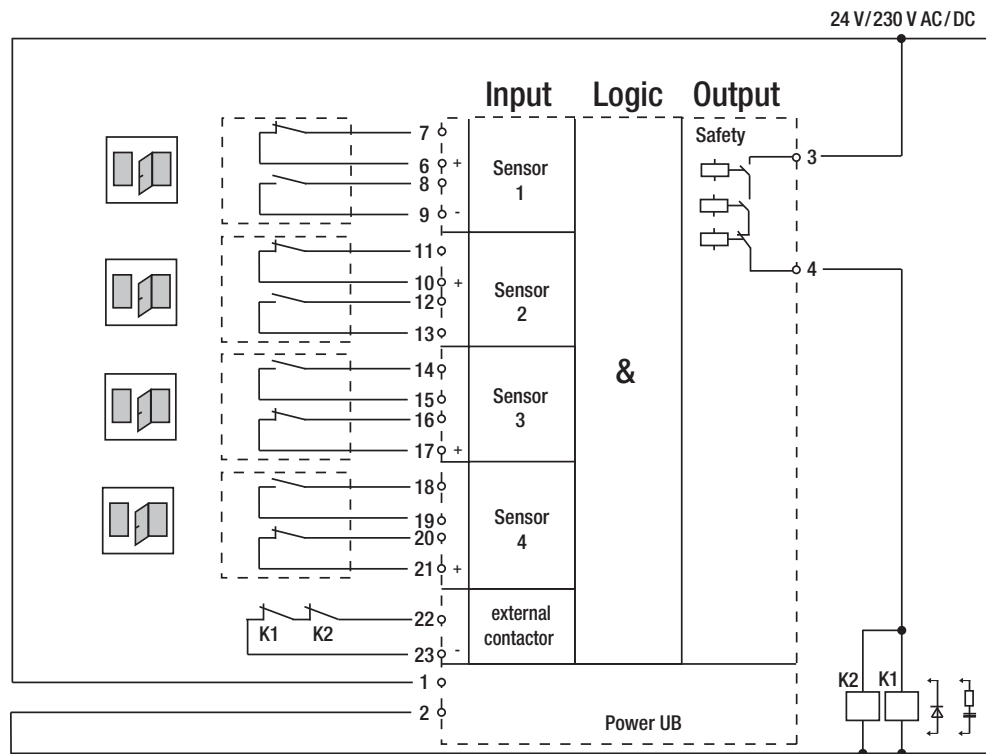 24 V/230 V AC/DC
Input Logic Output
Safety
7
6 +
8
9 -
Sensor
1
3
11
10 +
12
13
Sensor
2
4
14
15
16
17 +
Sensor
3
&
18
19
20
21 +
Sensor
4
K1 K2
22
23 -
external
contactor
1
2
Power UB
K2 K1